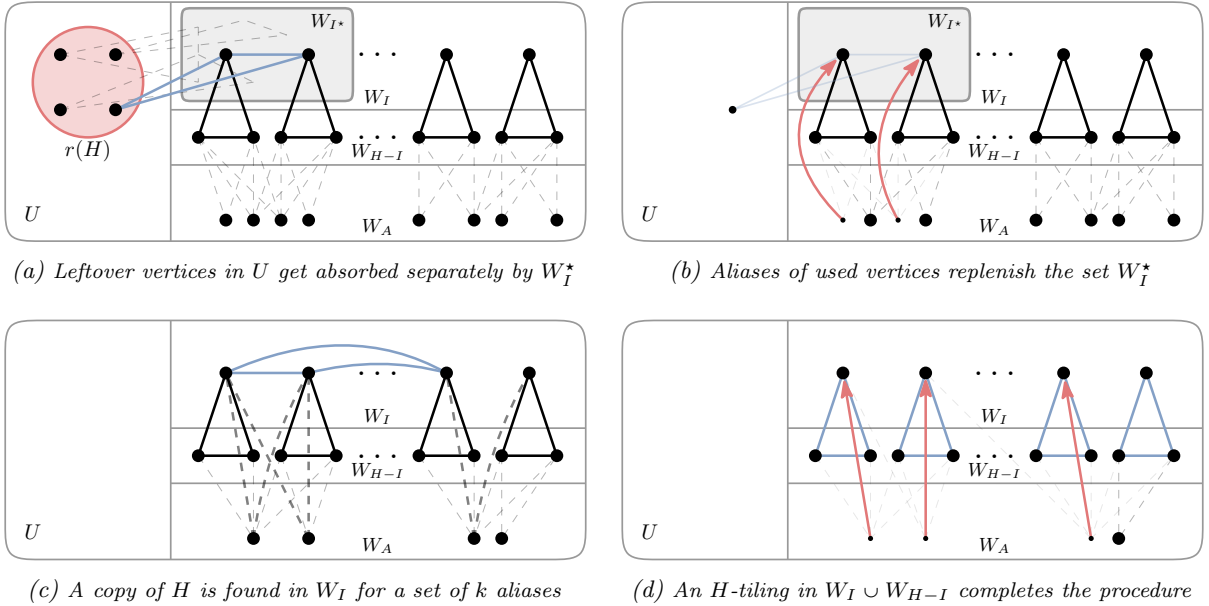 W_{I⋆}
W_I
r(H)
W_{H−I}
U
W_A
(a) Leftover vertices in U get absorbed separately by W_I^⋆
W_{I⋆}
W_I
W_{H−I}
U
W_A
(b) Aliases of used vertices replenish the set W_I^⋆
W_I
W_{H−I}
U
W_A
(c) A copy of H is found in W_I for a set of k aliases
W_I
W_{H−I}
U
W_A
(d) An H-tiling in W_I ∪ W_{H−I} completes the procedure